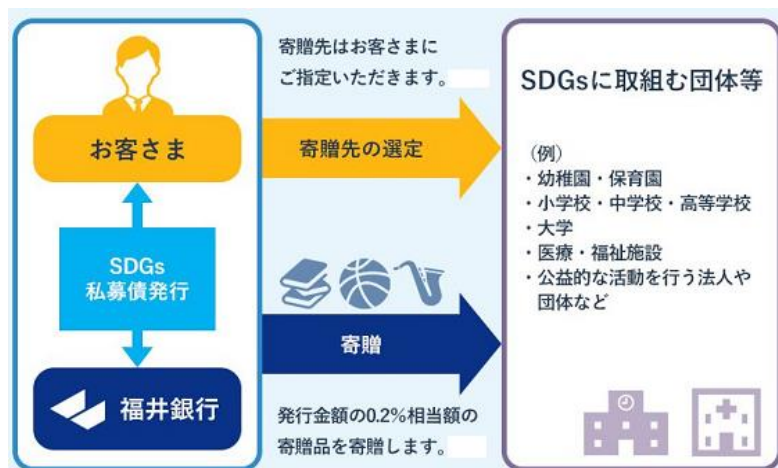 お客さま
SDGs
私募債発行
福井銀行
寄贈先はお客さまに
ご指定いただきます。
寄贈先の選定
寄贈
発行金額の0.2%相当額の
寄贈品を寄贈します。
SDGsに取組む団体等
（例）
・幼稚園・保育園
・小学校・中学校・高等学校
・大学
・医療・福祉施設
・公益的な活動を行う法人や
団体など